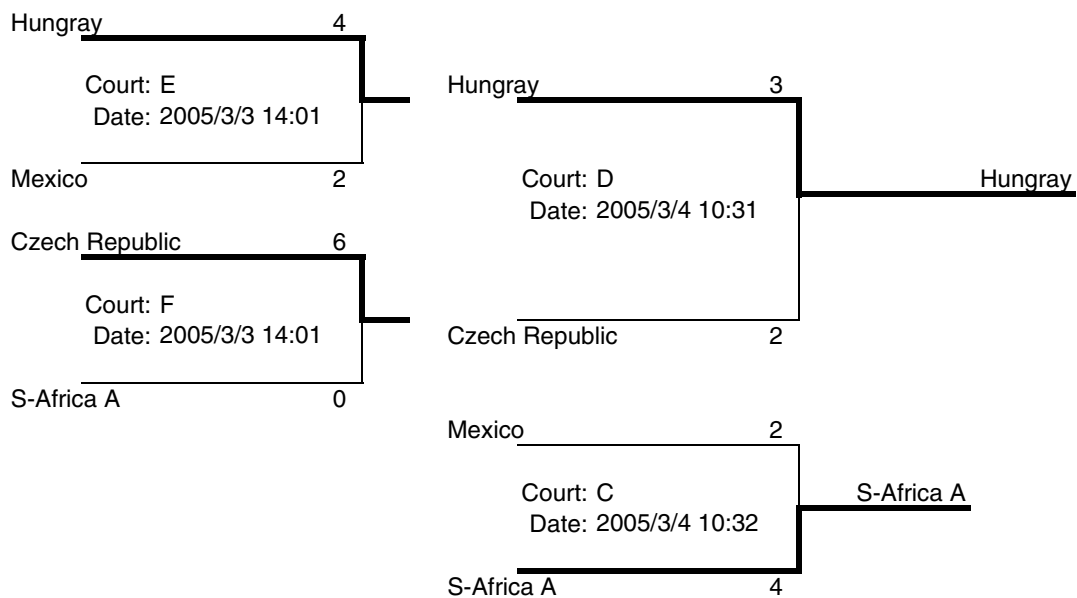 Hungray 4
Court: E
Date: 2005/3/3 14:01
Mexico 2
Czech Republic 6
Court: F
Date: 2005/3/3 14:01
S-Africa A 0
Hungray 3
Court: D
Date: 2005/3/4 10:31
Czech Republic 2
Hungray
Mexico 2
Court: C
Date: 2005/3/4 10:32
S-Africa A 4
S-Africa A